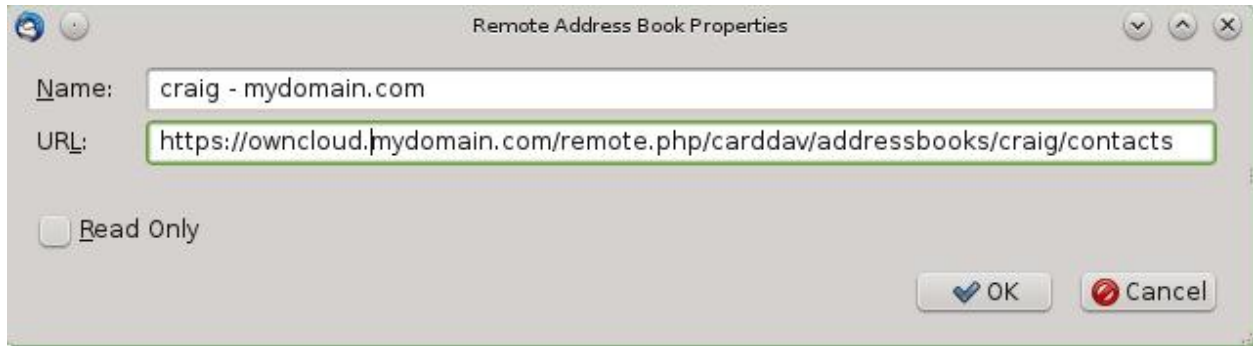 Remote Address Book Properties
Name: craig - mydomain.com
URL: https://owncloud.mydomain.com/remote.php/carddav/addressbooks/craig/contacts
Read Only
OK Cancel